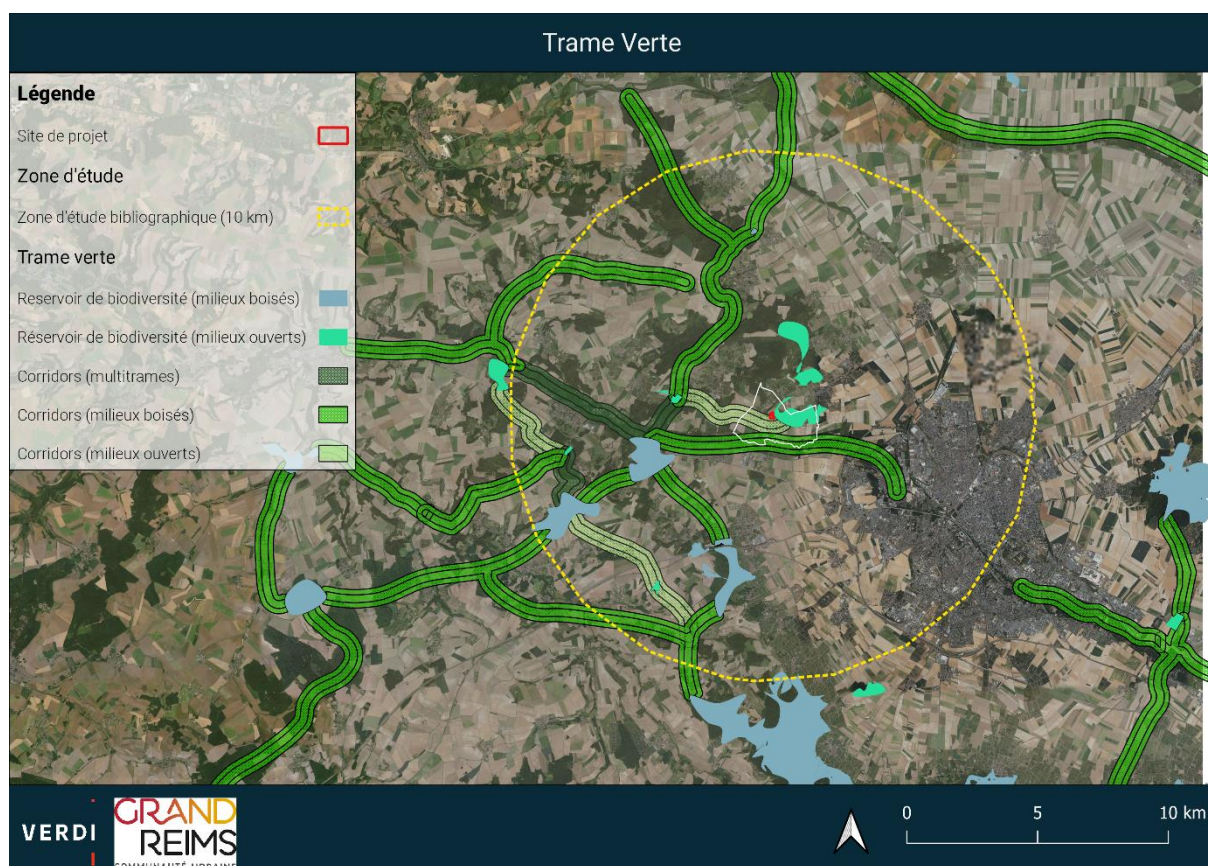 Trame Verte
Légende
Site de projet
Zone d'étude
Zone d'étude bibliographique (10 km)
Trame verte
Reservoir de biodiversité (milieux boisés)
Réservoir de biodiversité (milieux ouverts)
Corridors (multitrames)
Corridors (milieux boisés)
Corridors (milieux ouverts)
VERDI
GRAND
REIMS
COMMUNAUTÉ URBAINE
0 5 10 km